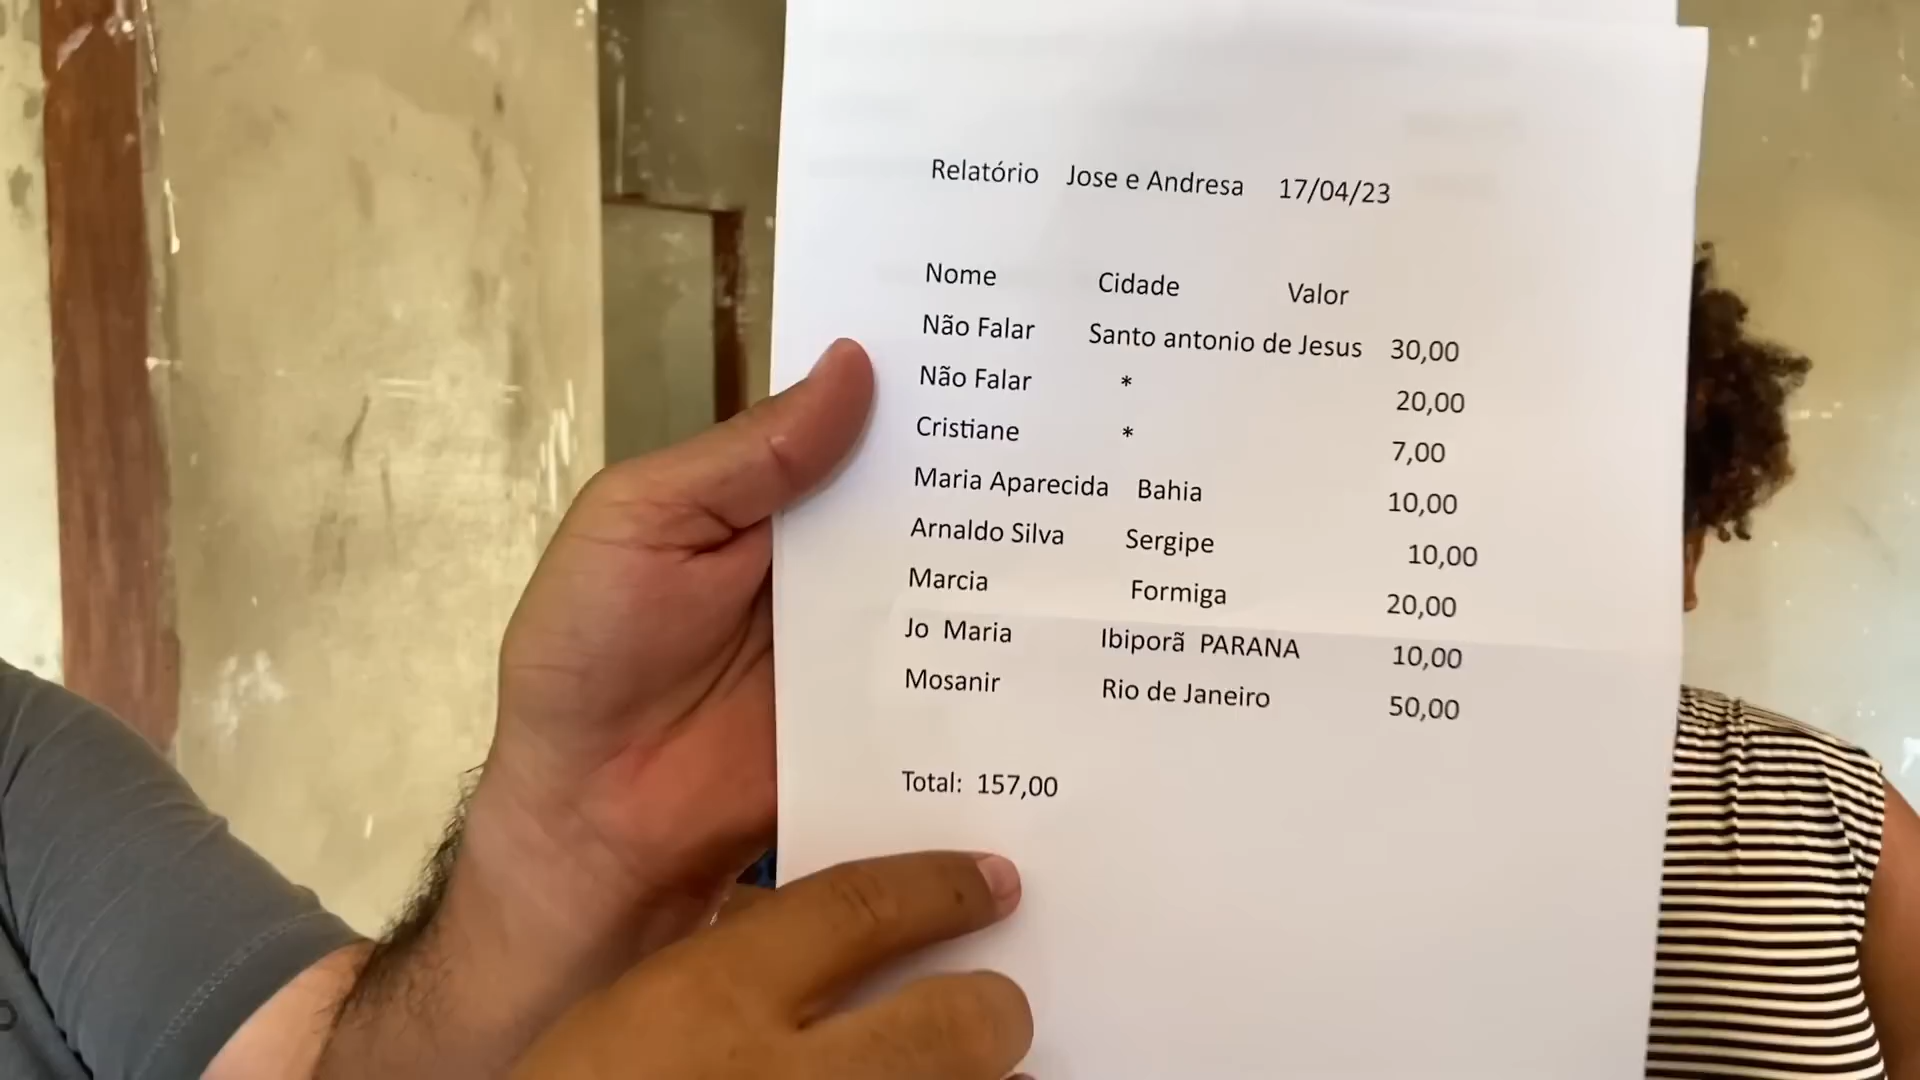 Relatório Jose e Andresa 17/04/23
Nome Cidade Valor
Não Falar Santo antonio de Jesus 30,00
Não Falar * 20,00
Cristiane * 7,00
Maria Aparecida Bahia 10,00
Arnaldo Silva Sergipe 10,00
Marcia Formiga 20,00
Jo Maria Ibiporã PARANA 10,00
Mosanir Rio de Janeiro 50,00
Total: 157,00